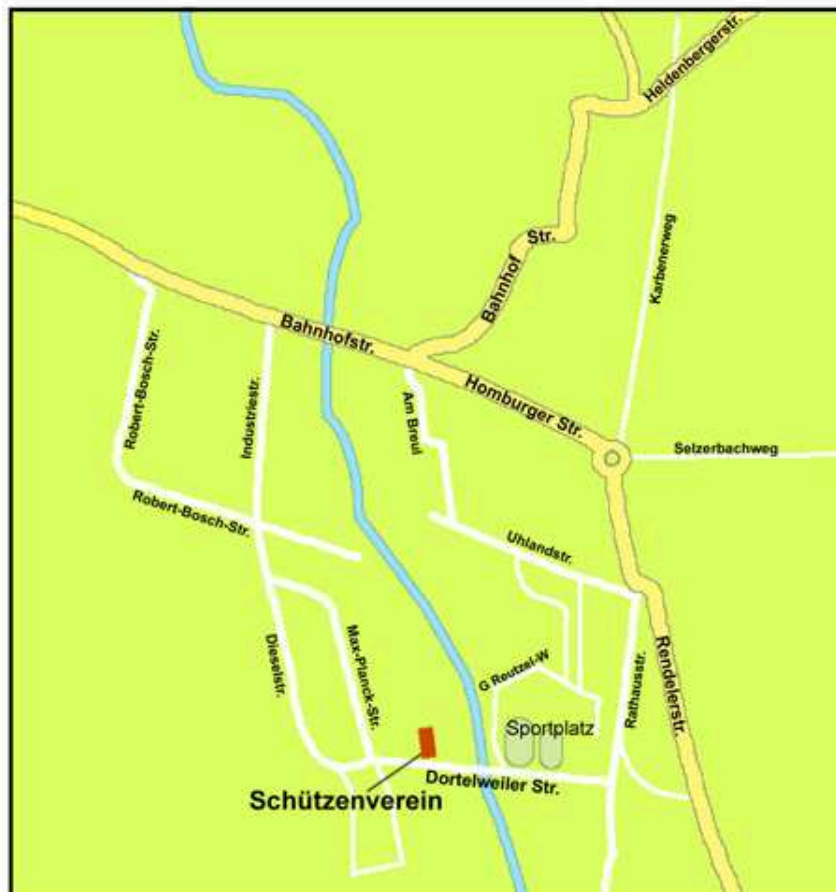 Heldenbergerstr.
Karbenerweg
Bahnhof Str.
Bahnhofstr.
Homburger Str.
Robert-Bosch-Str.
Industriestr.
Am Breul
Selzerbachweg
Robert-Bosch-Str.
Uhlandstr.
Dieselstr.
Max-Planck-Str.
G Reutzel-W
Rathausstr.
Rendelerstr.
Sportplatz
Dortelweiler Str.
Schützenverein